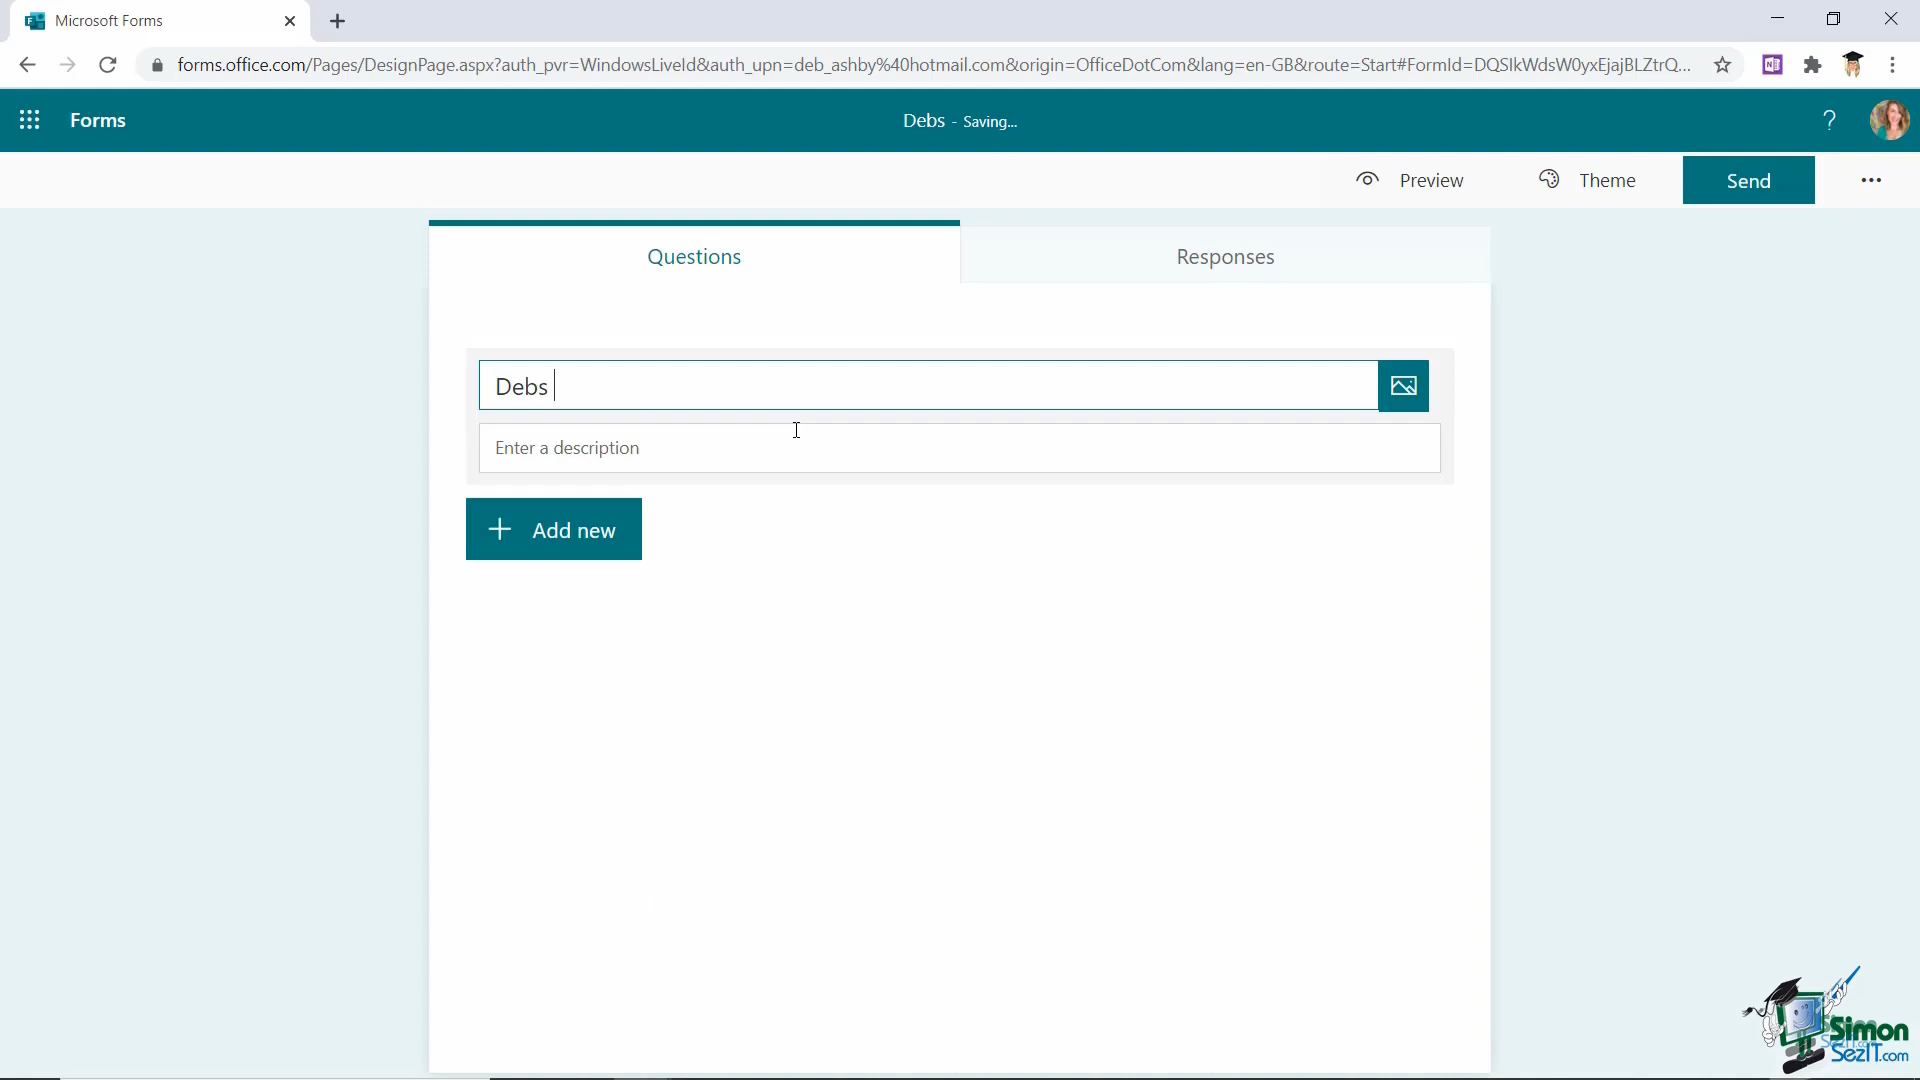 Microsoft Forms
forms.office.com/Pages/DesignPage.aspx?auth_pvr=WindowsLiveId&auth_upn=deb_ashby%40hotmail.com&origin=OfficeDotCom&lang=en-GB&route=Start#FormId=DQSIkWdsW0yxEjajBLZtrQ...
Forms
Debs - Saving...
?
Preview
Theme
Send
Questions
Responses
Debs
Enter a description
Add new
Simon
SezIT.com